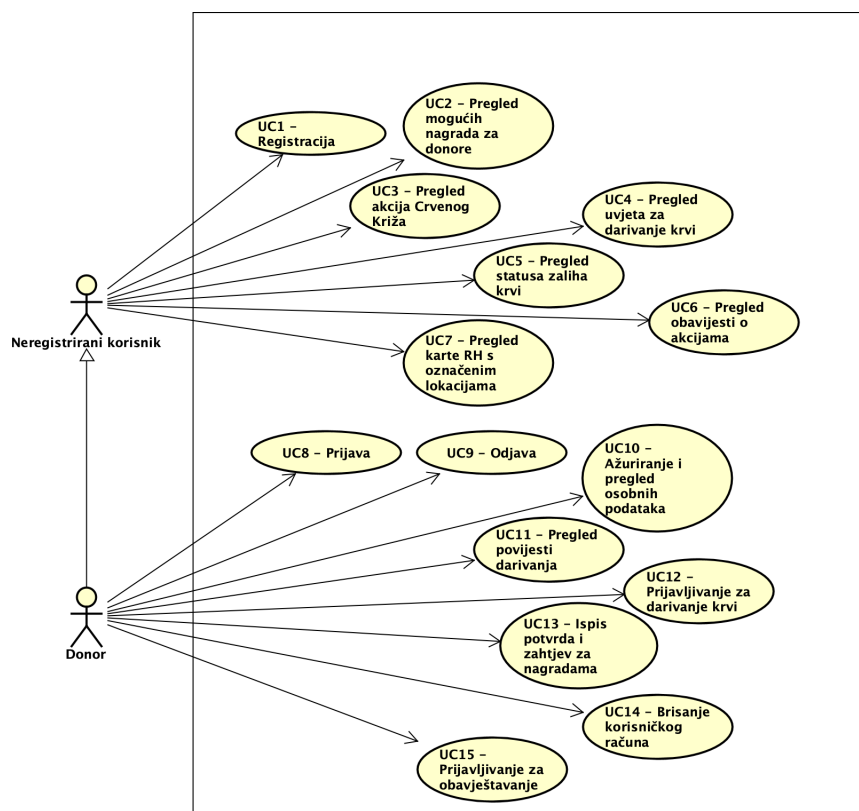 UC1 –
Registracija
UC2 – Pregled
mogućih
nagrada za
donore
UC3 – Pregled
akcija Crvenog
Križa
UC4 – Pregled
uvjeta za
darivanje krvi
UC5 – Pregled
statusa zaliha
krvi
UC6 – Pregled
obavijesti o
akcijama
UC7 – Pregled
karte RH s
označenim
lokacijama
Neregistrirani korisnik
UC8 – Prijava
UC9 – Odjava
UC10 –
Ažuriranje i
pregled
osobnih
podataka
UC11 – Pregled
povijesti
darivanja
UC12 –
Prijavljivanje za
darivanje krvi
UC13 – Ispis
potvrda i
zahtjev za
nagradama
Donor
UC14 – Brisanje
korisničkog
računa
UC15 –
Prijavljivanje za
obavještavanje